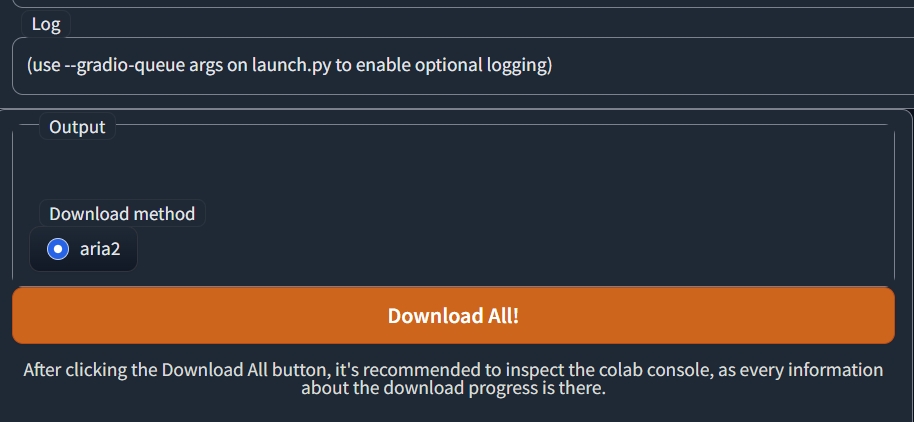 Log
(use --gradio-queue args on launch.py to enable optional logging)
Output
Download method
aria2
Download All!
After clicking the Download All button, it's recommended to inspect the colab console, as every information
about the download progress is there.